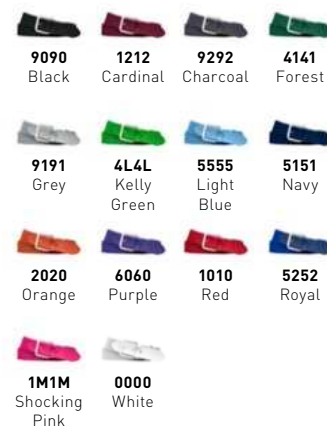 9090 1212 9292 4141
Black Cardinal Charcoal Forest
9191 4L4L 5555 5151
Grey Kelly Light Navy
Green Blue
2020 6060 1010 5252
Orange Purple Red Royal
1M1M 0000
Shocking White
Pink